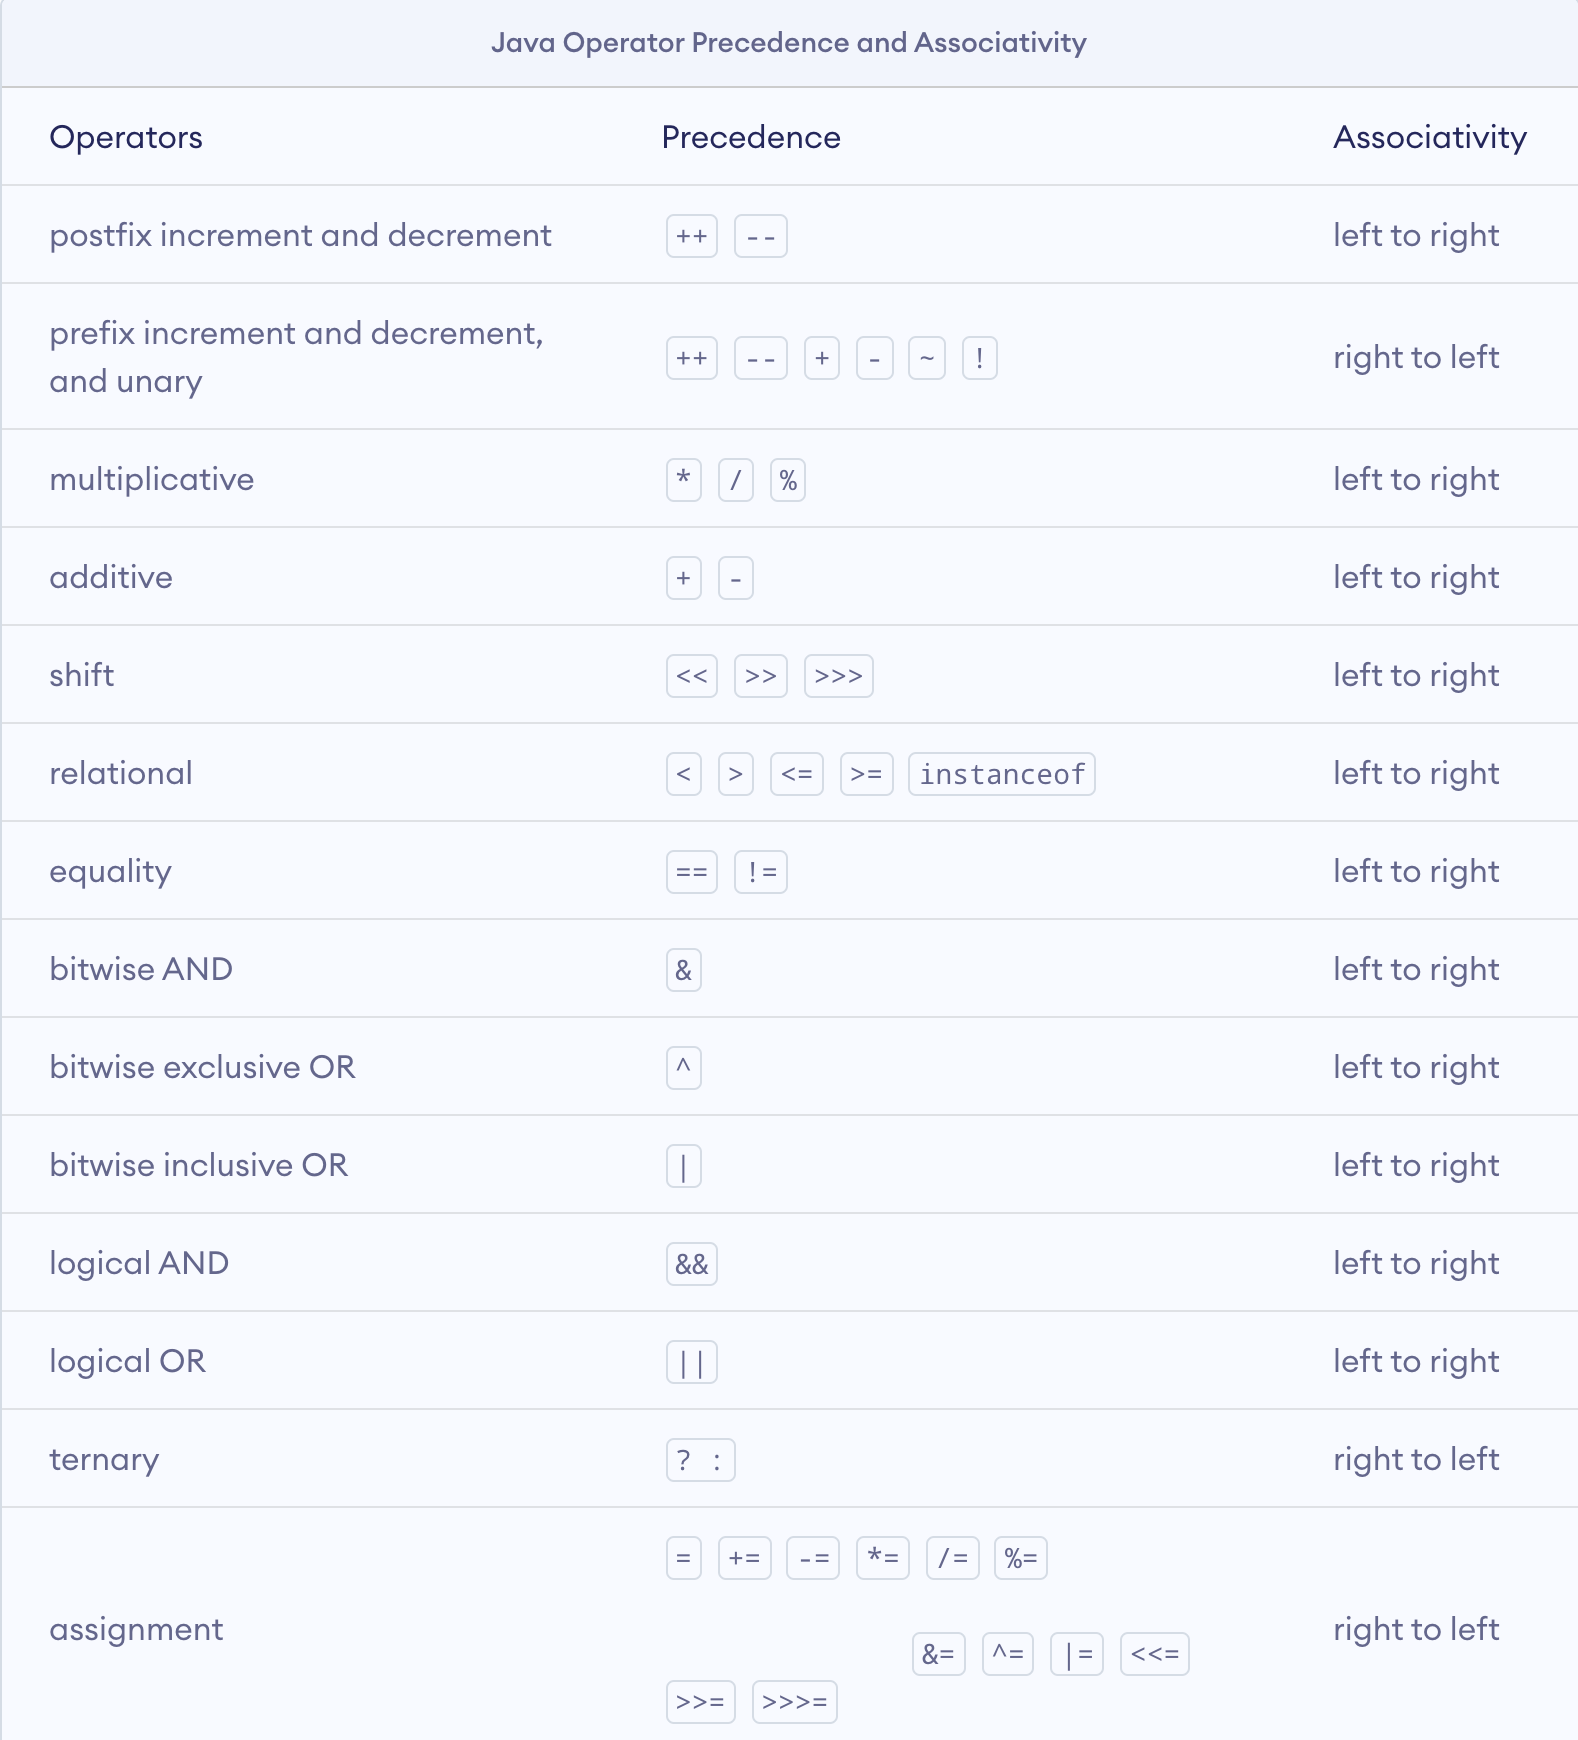 Java Operator Precedence and Associativity
Operators Precedence Associativity
postfix increment and decrement ++ -- left to right
prefix increment and decrement,
and unary ++ -- + - ~ ! right to left
multiplicative * / % left to right
additive + - left to right
shift << >> >>> left to right
relational < > <= >= instanceof left to right
equality == != left to right
bitwise AND & left to right
bitwise exclusive OR ^ left to right
bitwise inclusive OR | left to right
logical AND && left to right
logical OR || left to right
ternary ? : right to left
= += -= *= /= %=
assignment right to left
&= ^= |= <<=
>>= >>>=